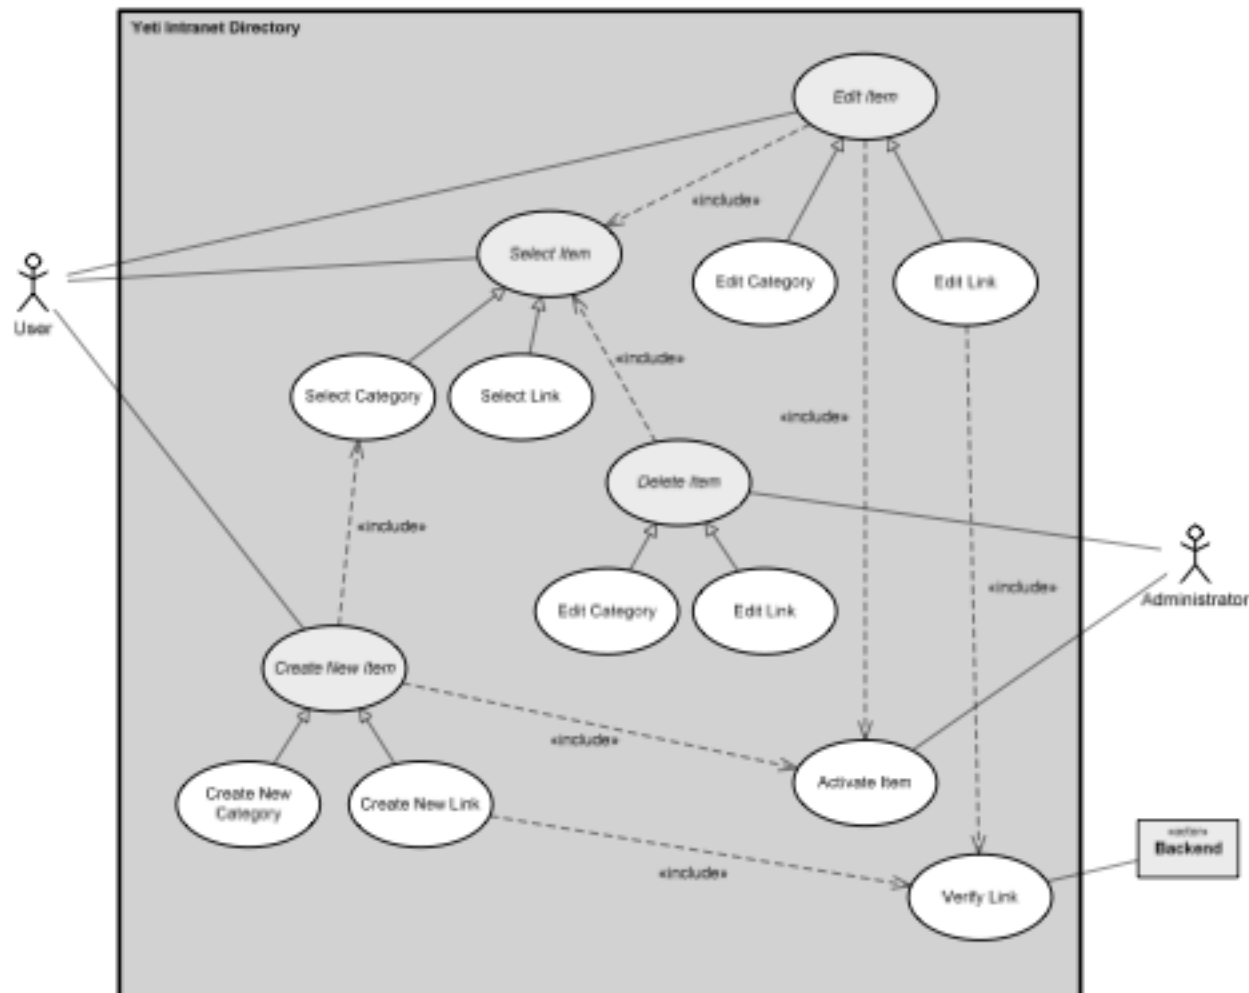 Yeti Intranet Directory
Edit Item
«include»
Select Item
Edit Category
Edit Link
User
«include»
Select Category
Select Link
«include»
Delete Item
«include»
«include»
Administrator
Edit Category
Edit Link
Create New Item
«include»
Activate Item
Create New
Category
Create New Link
«actor»
Backend
«include»
Verify Link